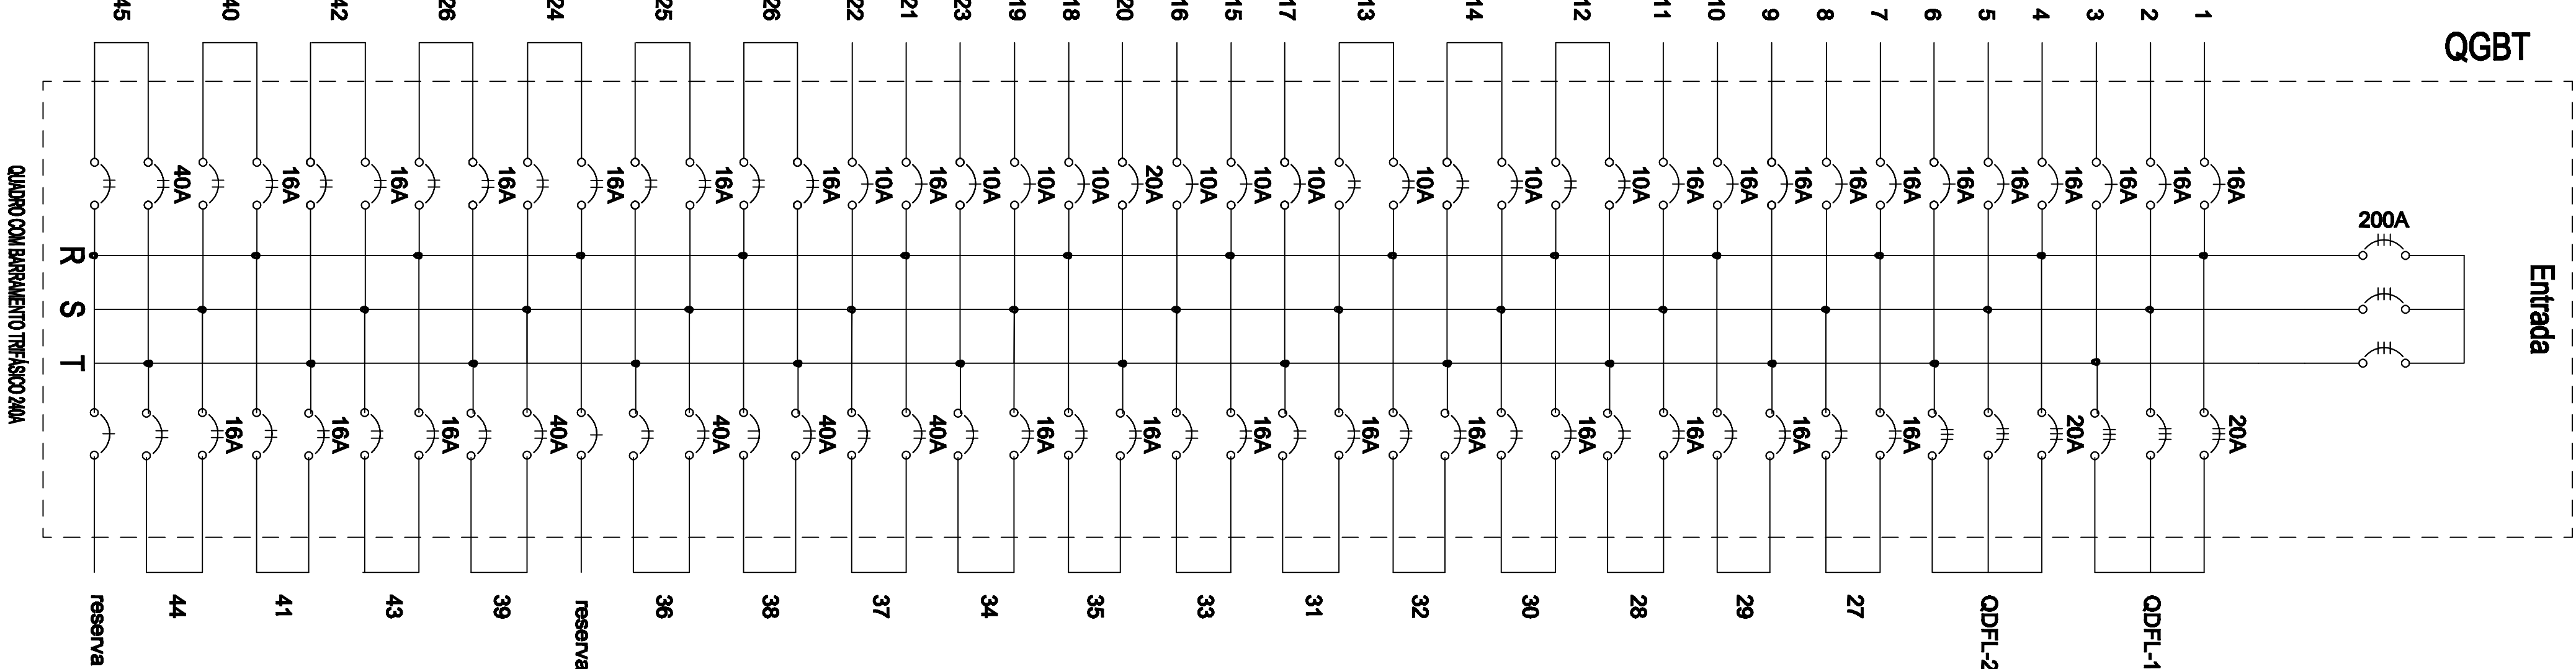 QGBT
45
40
42
26
24
25
26
22
21
23
19
18
20
16
15
17
13
14
12
11
10
9
8
7
6
5
4
3
2
1
40A
16A
16A
16A
16A
16A
16A
10A
16A
10A
10A
10A
20A
10A
10A
10A
10A
10A
10A
16A
16A
16A
16A
16A
16A
16A
16A
16A
16A
16A
200A
Entrada
R
S
T
QUADRO COM BARRAMENTO TRIFÁSICO 240A
16A
16A
16A
40A
40A
40A
40A
16A
16A
16A
16A
16A
16A
16A
16A
20A
20A
reserva
44
41
43
39
reserva
36
38
37
34
35
33
31
32
30
28
29
27
QDFL-2
QDFL-1